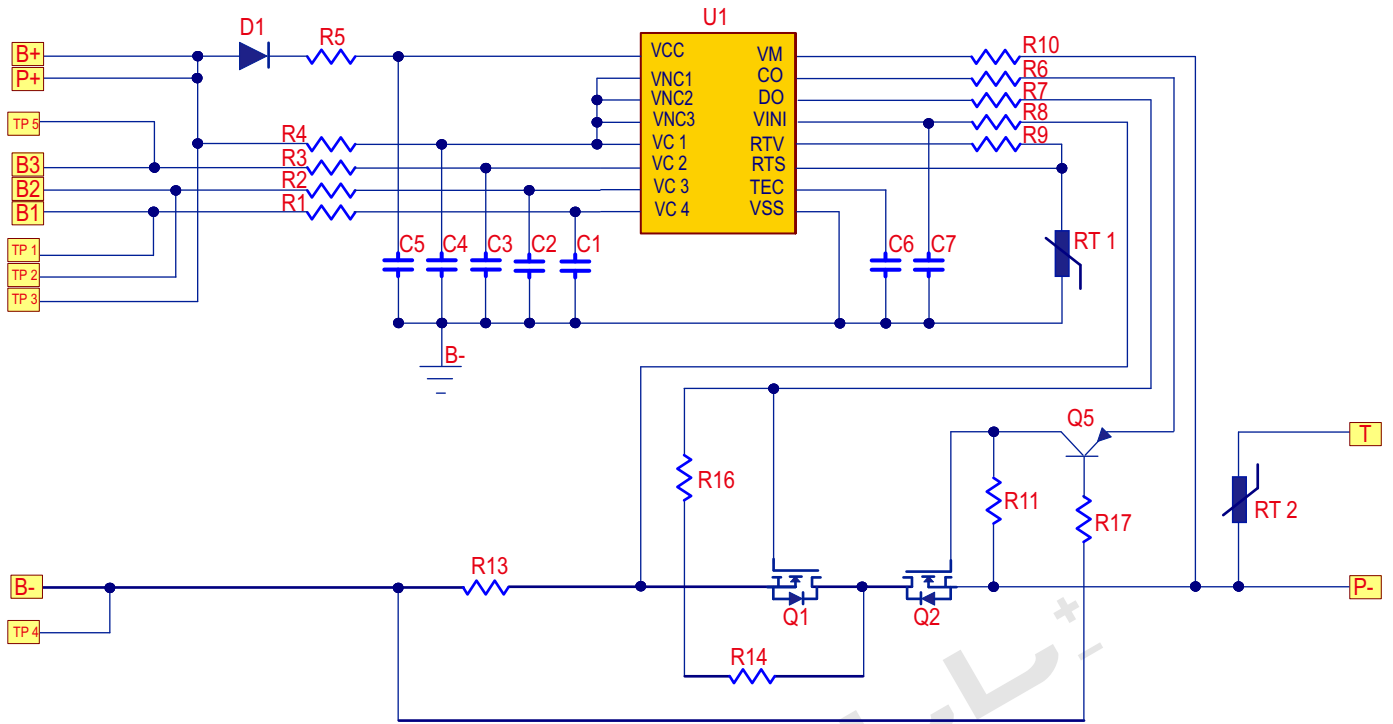 U1
D1
R5
B+
P+
TP 5
B3
B2
B1
TP 1
TP 2
TP 3
R4
R3
R2
R1
VCC
VNC1
VNC2
VNC3
VC 1
VC 2
VC 3
VC 4
VM
CO
DO
VINI
RTV
RTS
TEC
VSS
R10
R6
R7
R8
R9
C5
C4
C3
C2
C1
C6
C7
RT 1
B-
Q5
T
R16
R11
R17
RT 2
B-
R13
P-
TP 4
Q1
Q2
R14